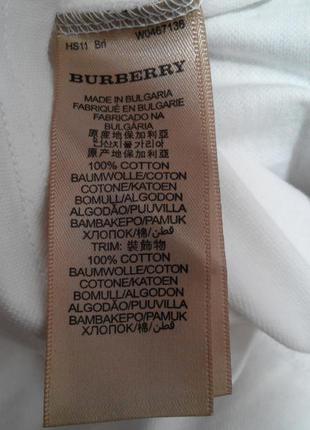 HS11 Bri W0467136
BURBERRY
MADE IN BULGARIA
FABRIQUÉ EN BULGARIE
FABRICADO NA
BULGÁRIA
原産地保加利亞
원산지불가리아
原产地保加利亚
100% COTTON
BAUMWOLLE/COTON
COTONE/KATOEN
BOMULL/ALGODON
ALGODÃO/PUUVILLA
BAMBAKEPO/PAMUK
ХЛОПОК/棉/قطن
TRIM: 裝飾物
100% COTTON
BAUMWOLLE/COTON
COTONE/KATOEN
BOMULL/ALGODON
ALGODÃO/PUUVILLA
BAMBAKEPO/PAMUK
ХЛОПОК/棉/قطن